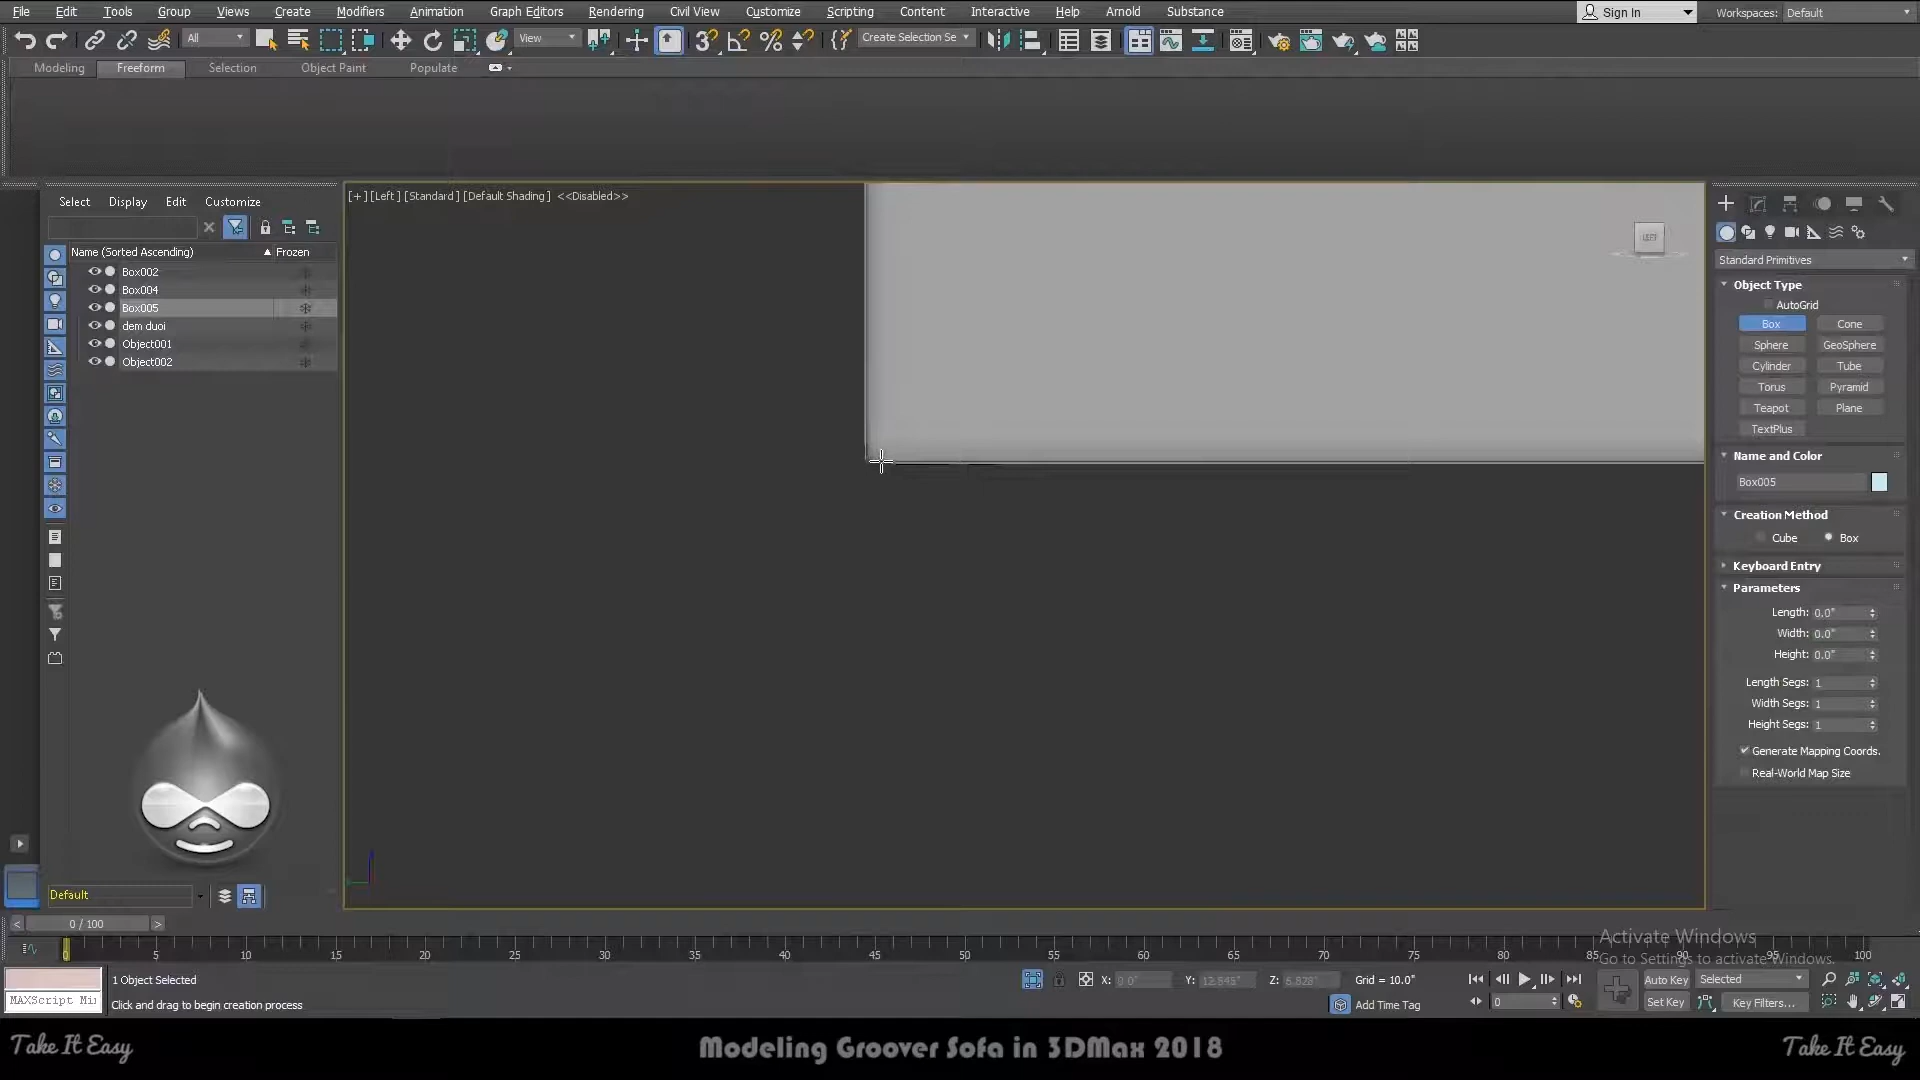 File Edit Tools Group Views Create Modifiers Animation Graph Editors Rendering Civil View Customize Scripting Content Interactive Help Arnold Substance Sign In Workspaces: Default
All View Create Selection Se
Modeling Freeform Selection Object Paint Populate
[+] [Left] [Standard] [Default Shading] <<Disabled>>
Select Display Edit Customize
Name (Sorted Ascending) Frozen
Box002
Box004
Box005
dem duoi
Object001
Object002
LEFT
Standard Primitives
Object Type
AutoGrid
Box Cone
Sphere GeoSphere
Cylinder Tube
Torus Pyramid
Teapot Plane
TextPlus
Name and Color
Box005
Creation Method
Cube Box
Keyboard Entry
Parameters
Length: 0.0"
Width: 0.0"
Height: 0.0"
Length Segs: 1
Width Segs: 1
Height Segs: 1
Generate Mapping Coords.
Real-World Map Size
Default
< 0 / 100 >
0 5 10 15 20 25 30 35 40 45 50 55 60 65 70 75 80 85 90 95 100
Activate Windows
Go to Settings to activate Windows.
1 Object Selected X: 0.0" Y: 12.845" Z: 6.828" Grid = 10.0" Auto Key Selected
MAXScript Mi Click and drag to begin creation process Add Time Tag 0 Set Key Key Filters...
Take It Easy Modeling Groover Sofa in 3DMax 2018 Take It Easy